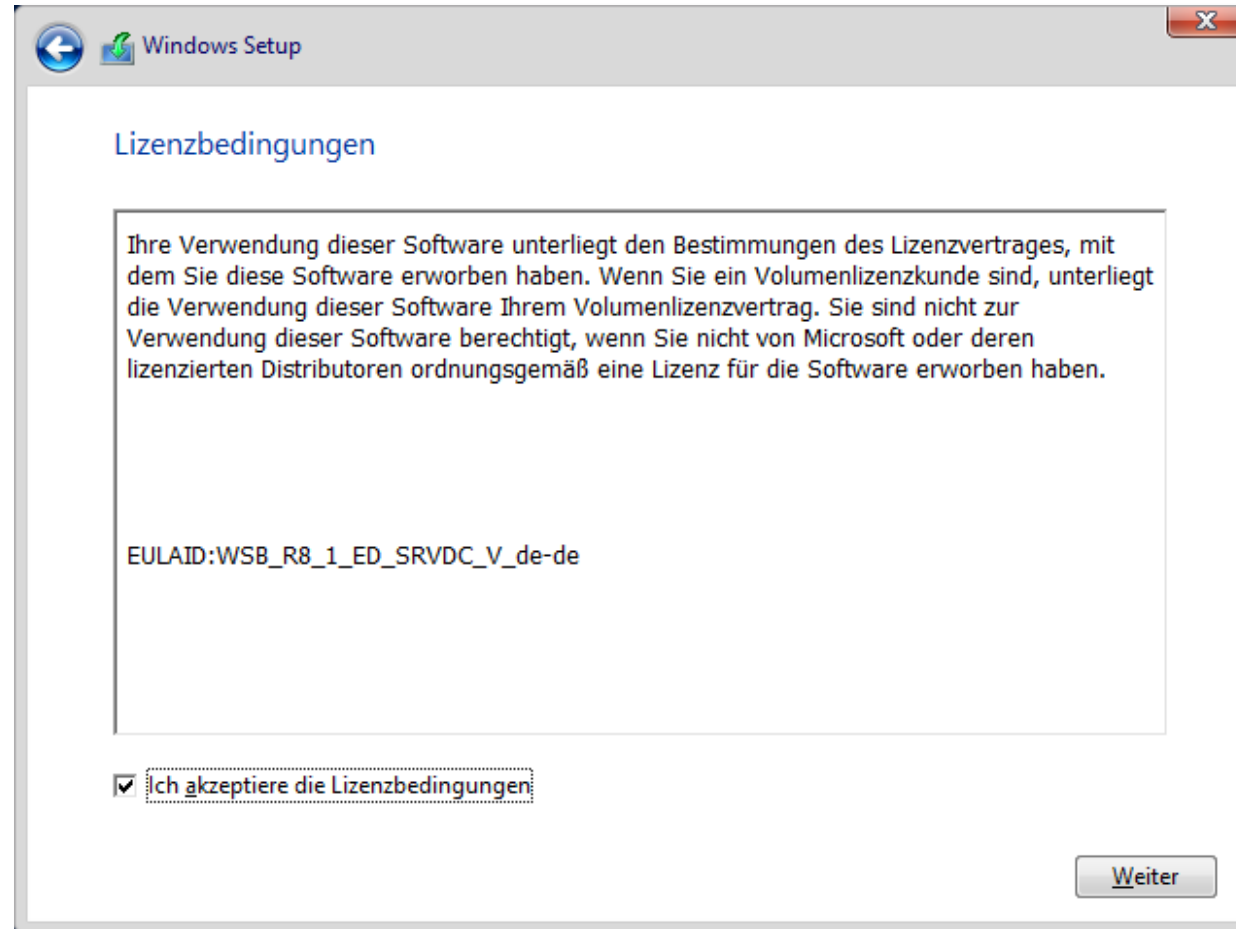 Windows Setup
Lizenzbedingungen
Ihre Verwendung dieser Software unterliegt den Bestimmungen des Lizenzvertrages, mit
dem Sie diese Software erworben haben. Wenn Sie ein Volumenlizenzkunde sind, unterliegt
die Verwendung dieser Software Ihrem Volumenlizenzvertrag. Sie sind nicht zur
Verwendung dieser Software berechtigt, wenn Sie nicht von Microsoft oder deren
lizenzierten Distributoren ordnungsgemäß eine Lizenz für die Software erworben haben.
EULAID:WSB_R8_1_ED_SRVDC_V_de-de
Ich akzeptiere die Lizenzbedingungen
Weiter